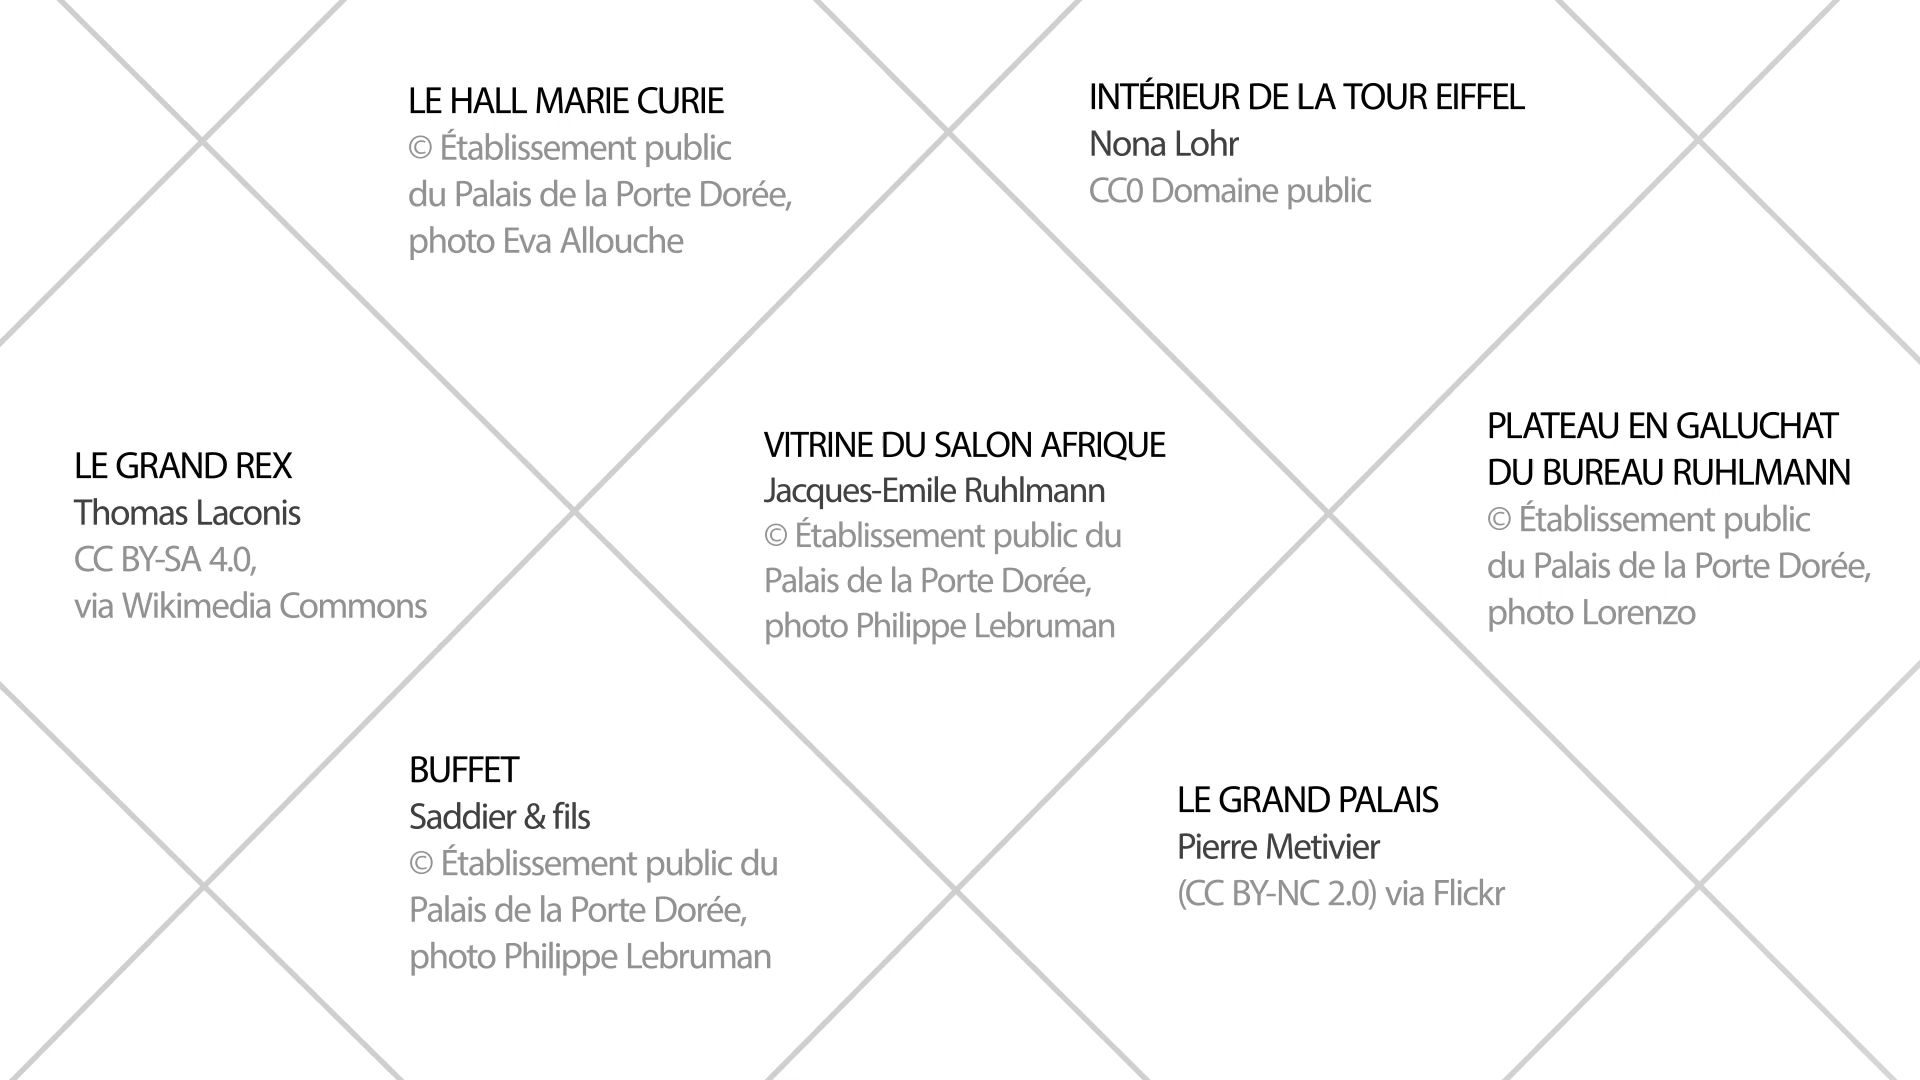 LE HALL MARIE CURIE
© Établissement public
du Palais de la Porte Dorée,
photo Eva Allouche
INTÉRIEUR DE LA TOUR EIFFEL
Nona Lohr
CC0 Domaine public
LE GRAND REX
Thomas Laconis
CC BY-SA 4.0,
via Wikimedia Commons
VITRINE DU SALON AFRIQUE
Jacques-Emile Ruhlmann
© Établissement public du
Palais de la Porte Dorée,
photo Philippe Lebruman
PLATEAU EN GALUCHAT
DU BUREAU RUHLMANN
© Établissement public
du Palais de la Porte Dorée,
photo Lorenzo
BUFFET
Saddier & fils
© Établissement public du
Palais de la Porte Dorée,
photo Philippe Lebruman
LE GRAND PALAIS
Pierre Metivier
(CC BY-NC 2.0) via Flickr